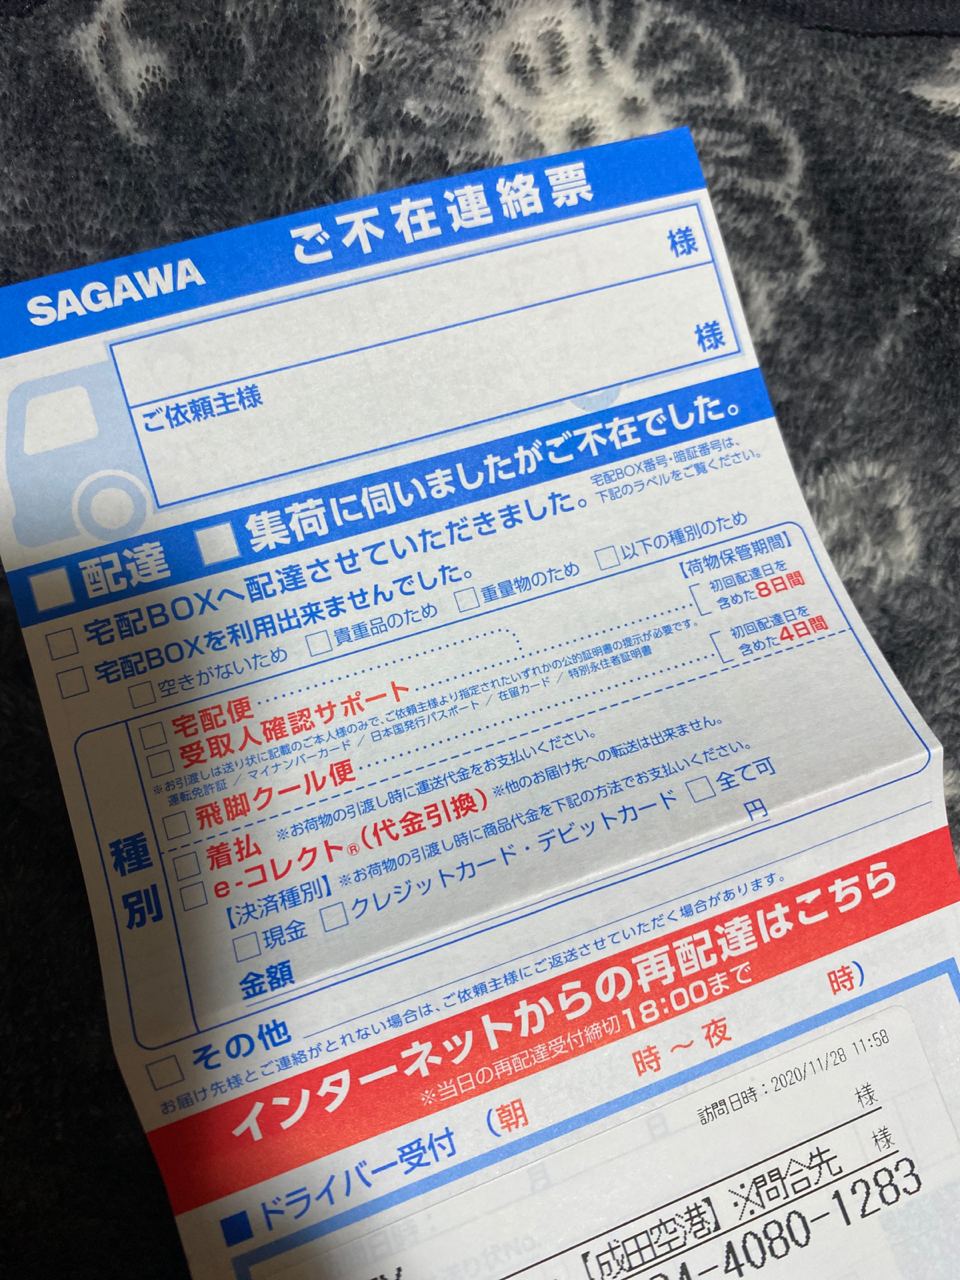 SAGAWA ご不在連絡票
様
ご依頼主様 様
■配達 ■集荷に伺いましたがご不在でした。
□宅配BOXへ配達させていただきました。
宅配BOX番号・暗証番号は、
下記のラベルをご覧ください。
□宅配BOXを利用出来ませんでした。
□空きがないため □貴重品のため □重量物のため □以下の種別のため
種別
【荷物保管期間】
□宅配便
初回配達日を
含めた8日間
□受取人確認サポート
※お引渡しは送り状に記載のご本人様のみで、ご依頼主様より指定されたいずれかの公的証明書の提示が必要です。
運転免許証 / マイナンバーカード / 日本国発行パスポート / 在留カード / 特別永住者証明書
□飛脚クール便
初回配達日を
含めた4日間
□着払 ※お荷物の引渡し時に運送代金をお支払いください。
※他のお届け先への転送は出来ません。
□e-コレクト®(代金引換)
【決済種別】※お荷物の引渡し時に商品代金を下記の方法でお支払いください。
□現金 □クレジットカード・デビットカード □全て可
金額 円
□その他
お届け先様とご連絡がとれない場合は、ご依頼主様にご返送させていただく場合があります。
インターネットからの再配達はこちら
※当日の再配達受付締切18:00まで
■ドライバー受付 (朝 時～夜 時)
訪問日時:2020/11/28 11:58
様
様
【成田空港】※問合先
4080-1283